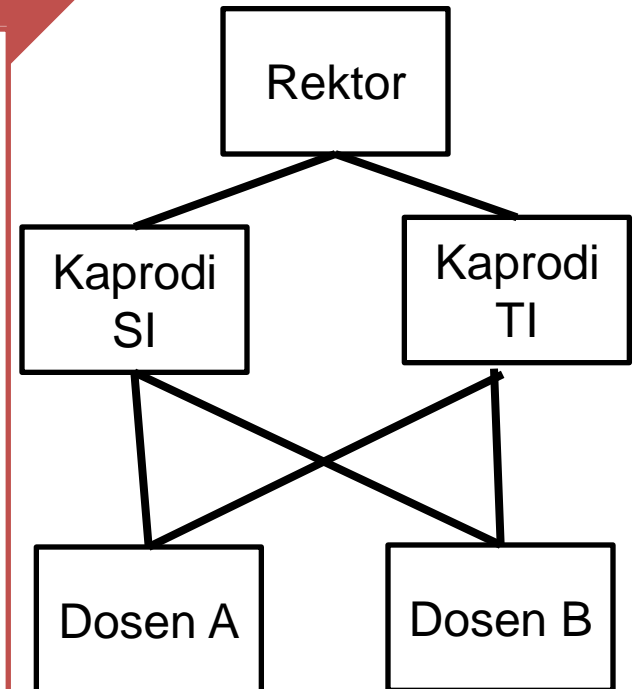 Rektor
Kaprodi
SI
Kaprodi
TI
Dosen A
Dosen B